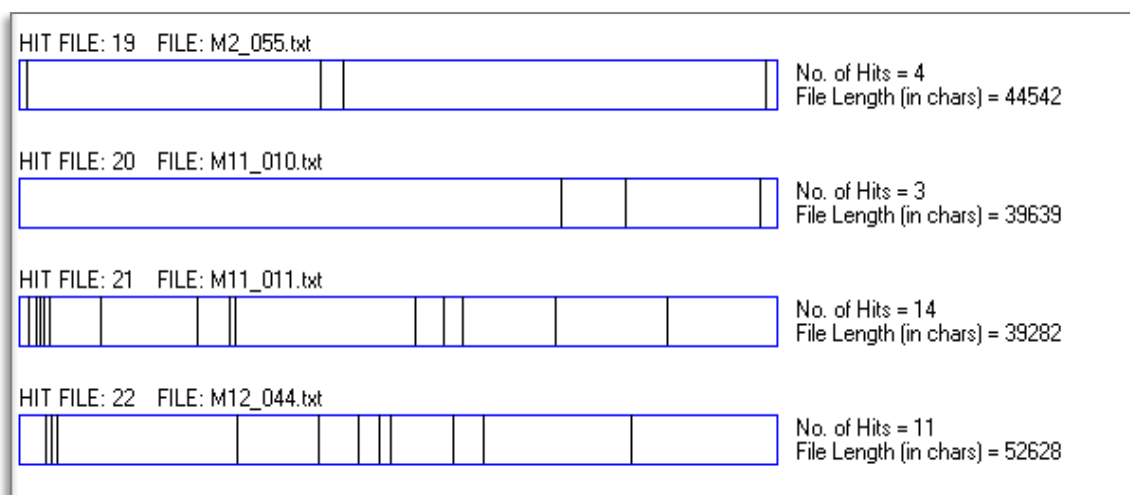 HIT FILE: 19 FILE: M2_055.txt
No. of Hits = 4
File Length (in chars) = 44542
HIT FILE: 20 FILE: M11_010.txt
No. of Hits = 3
File Length (in chars) = 39639
HIT FILE: 21 FILE: M11_011.txt
No. of Hits = 14
File Length (in chars) = 39282
HIT FILE: 22 FILE: M12_044.txt
No. of Hits = 11
File Length (in chars) = 52628